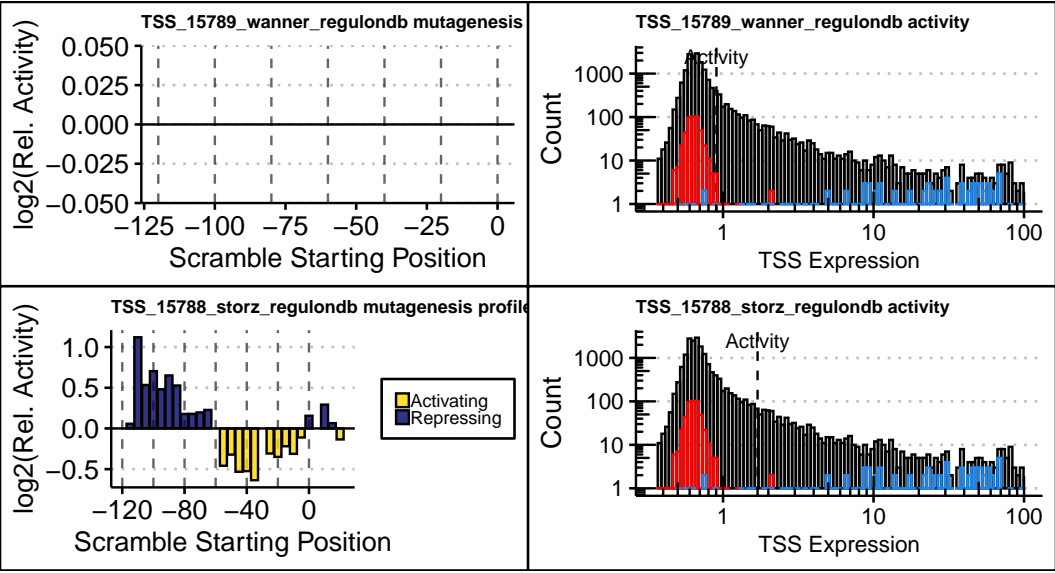 TSS_15789_wanner_regulondb mutagenesis
log2(Rel. Activity)
0.050
0.025
0.000
−0.025
−0.050
−125 −100 −75 −50 −25 0
Scramble Starting Position
TSS_15789_wanner_regulondb activity
Activity
Count
1000
100
10
1
1 10 100
TSS Expression
TSS_15788_storz_regulondb mutagenesis profile
log2(Rel. Activity)
1.0
0.5
0.0
−0.5
−120 −80 −40 0
Scramble Starting Position
Activating
Repressing
TSS_15788_storz_regulondb activity
Activity
Count
1000
100
10
1
1 10 100
TSS Expression